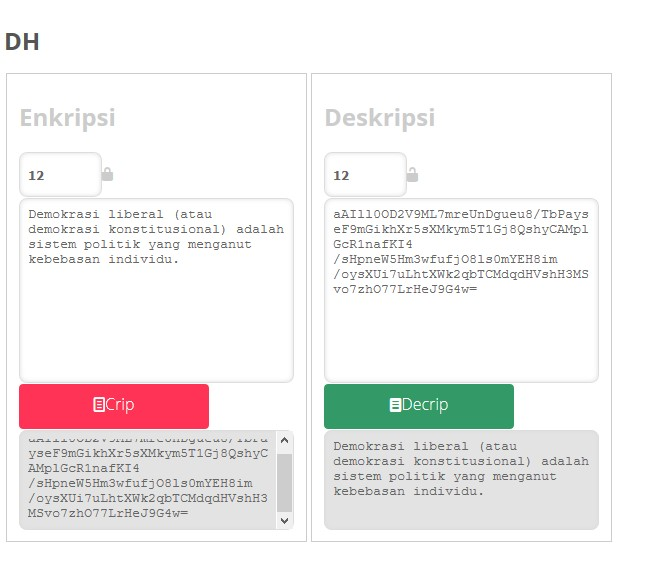 DH
Enkripsi
12
Demokrasi liberal (atau
demokrasi konstitusional) adalah
sistem politik yang menganut
kebebasan individu.
Crip
yseF9mGikhXr5sXMkym5T1Gj8QshyC
AMplGcR1nafKI4
/sHpneW5Hm3wfufjO8ls0mYEH8im
/oysXUi7uLhtXWk2qbTCMdqdHVshH3
MSvo7zhO77LrHeJ9G4w=
Deskripsi
12
aAIll0OD2V9ML7mreUnDgueu8/TbPays
eF9mGikhXr5sXMkym5T1Gj8QshyCAMpl
GcR1nafKI4
/sHpneW5Hm3wfufjO8ls0mYEH8im
/oysXUi7uLhtXWk2qbTCMdqdHVshH3MS
vo7zhO77LrHeJ9G4w=
Decrip
Demokrasi liberal (atau
demokrasi konstitusional) adalah
sistem politik yang menganut
kebebasan individu.